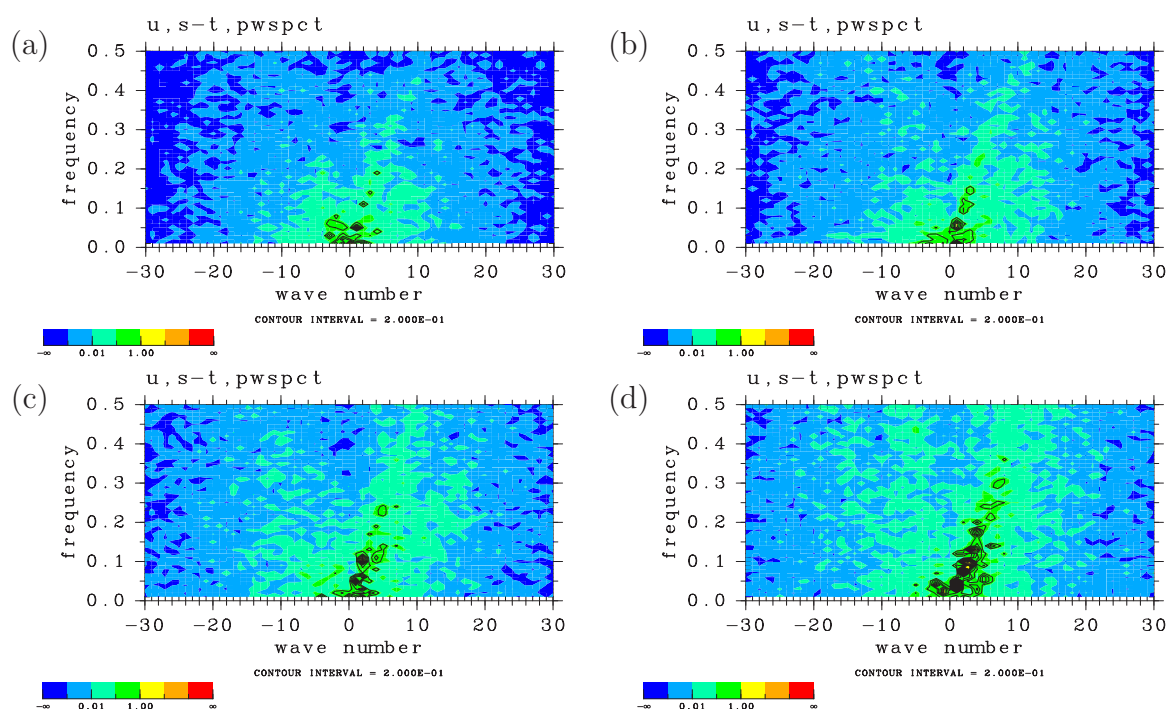 (a)
u,s-t,pwspct
0.5
0.4
0.3
0.2
0.1
0.0
frequency
-30 -20 -10 0 10 20 30
wave number
CONTOUR INTERVAL = 2.000E-01
-∞ 0.01 1.00 ∞
(b)
u,s-t,pwspct
0.5
0.4
0.3
0.2
0.1
0.0
frequency
-30 -20 -10 0 10 20 30
wave number
CONTOUR INTERVAL = 2.000E-01
-∞ 0.01 1.00 ∞
(c)
u,s-t,pwspct
0.5
0.4
0.3
0.2
0.1
0.0
frequency
-30 -20 -10 0 10 20 30
wave number
CONTOUR INTERVAL = 2.000E-01
-∞ 0.01 1.00 ∞
(d)
u,s-t,pwspct
0.5
0.4
0.3
0.2
0.1
0.0
frequency
-30 -20 -10 0 10 20 30
wave number
CONTOUR INTERVAL = 2.000E-01
-∞ 0.01 1.00 ∞